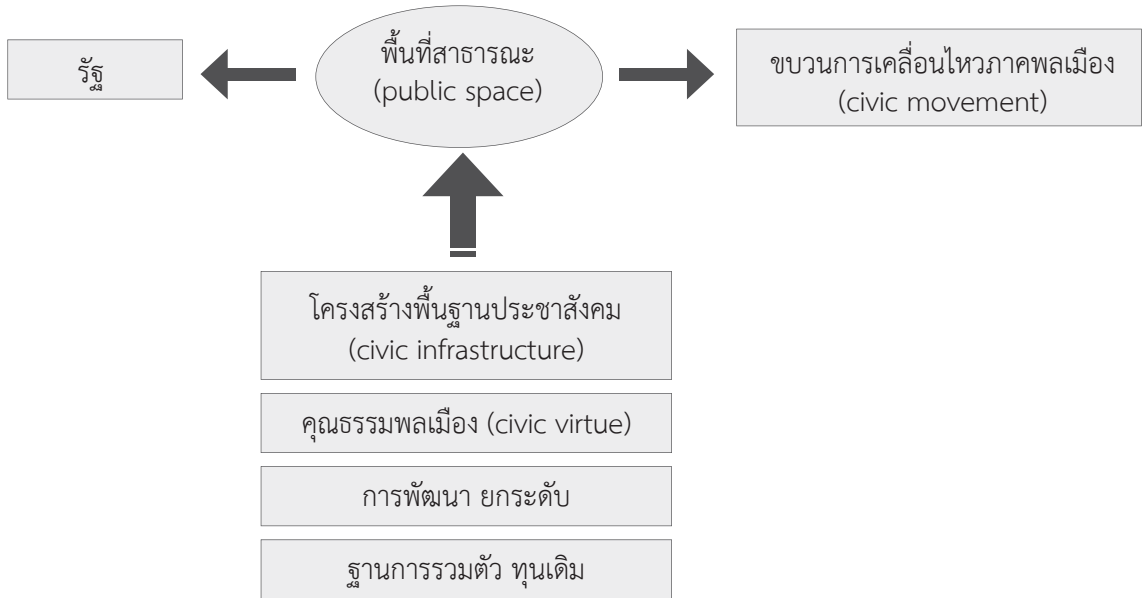 รัฐ
พื้นที่สาธารณะ
(public space)
ขบวนการเคลื่อนไหวภาคพลเมือง
(civic movement)
โครงสร้างพื้นฐานประชาสังคม
(civic infrastructure)
คุณธรรมพลเมือง (civic virtue)
การพัฒนา ยกระดับ
ฐานการรวมตัว ทุนเดิม